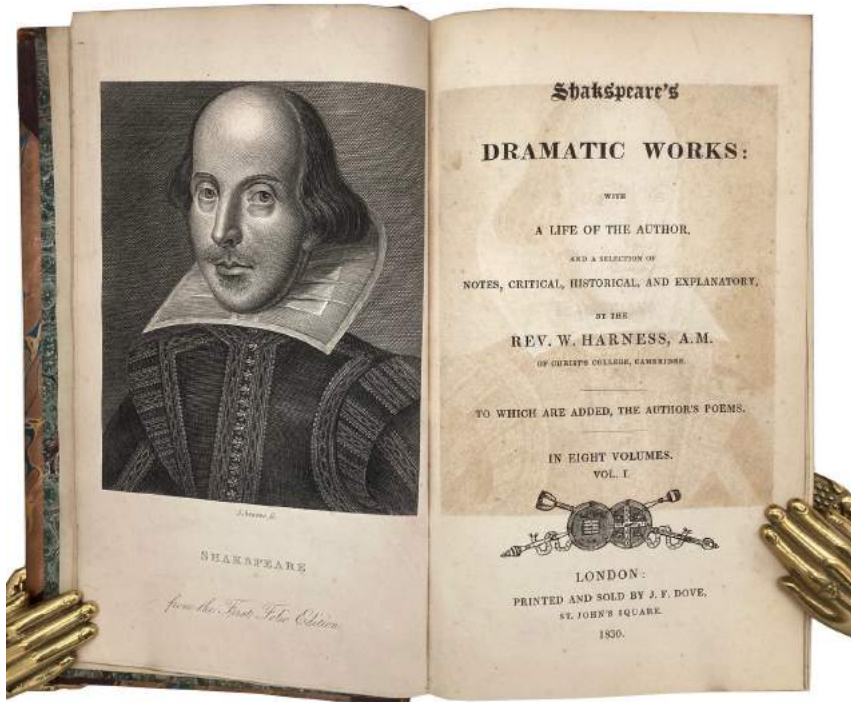 SHAKSPEARE
from the First Folio Edition
Shakspeare's
DRAMATIC WORKS:
WITH
A LIFE OF THE AUTHOR,
AND A SELECTION OF
NOTES, CRITICAL, HISTORICAL, AND EXPLANATORY,
BY THE
REV. W. HARNESS, A.M.
OF CHRIST'S COLLEGE, CAMBRIDGE.
TO WHICH ARE ADDED, THE AUTHOR'S POEMS.
IN EIGHT VOLUMES.
VOL. I.
LONDON:
PRINTED AND SOLD BY J. F. DOVE,
ST. JOHN'S SQUARE.
1830.